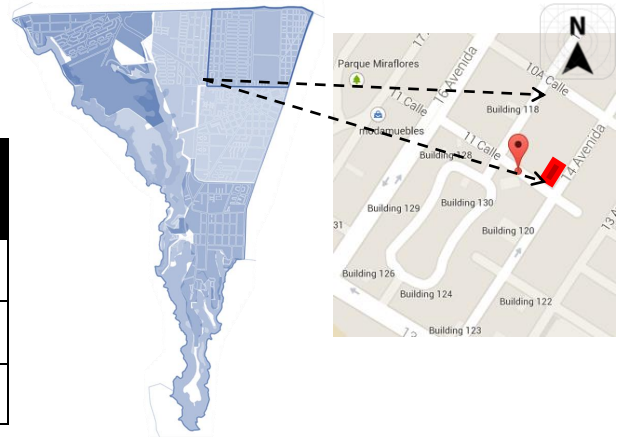 N
17
Parque Miraflores
16 Avenida
10A Calle
11 Calle
modamuebles
Building 118
11 Calle
Building 128
14 Avenida
Building 129
Building 130
31
Building 120
13 A
Building 126
Building 124
Building 122
Building 123